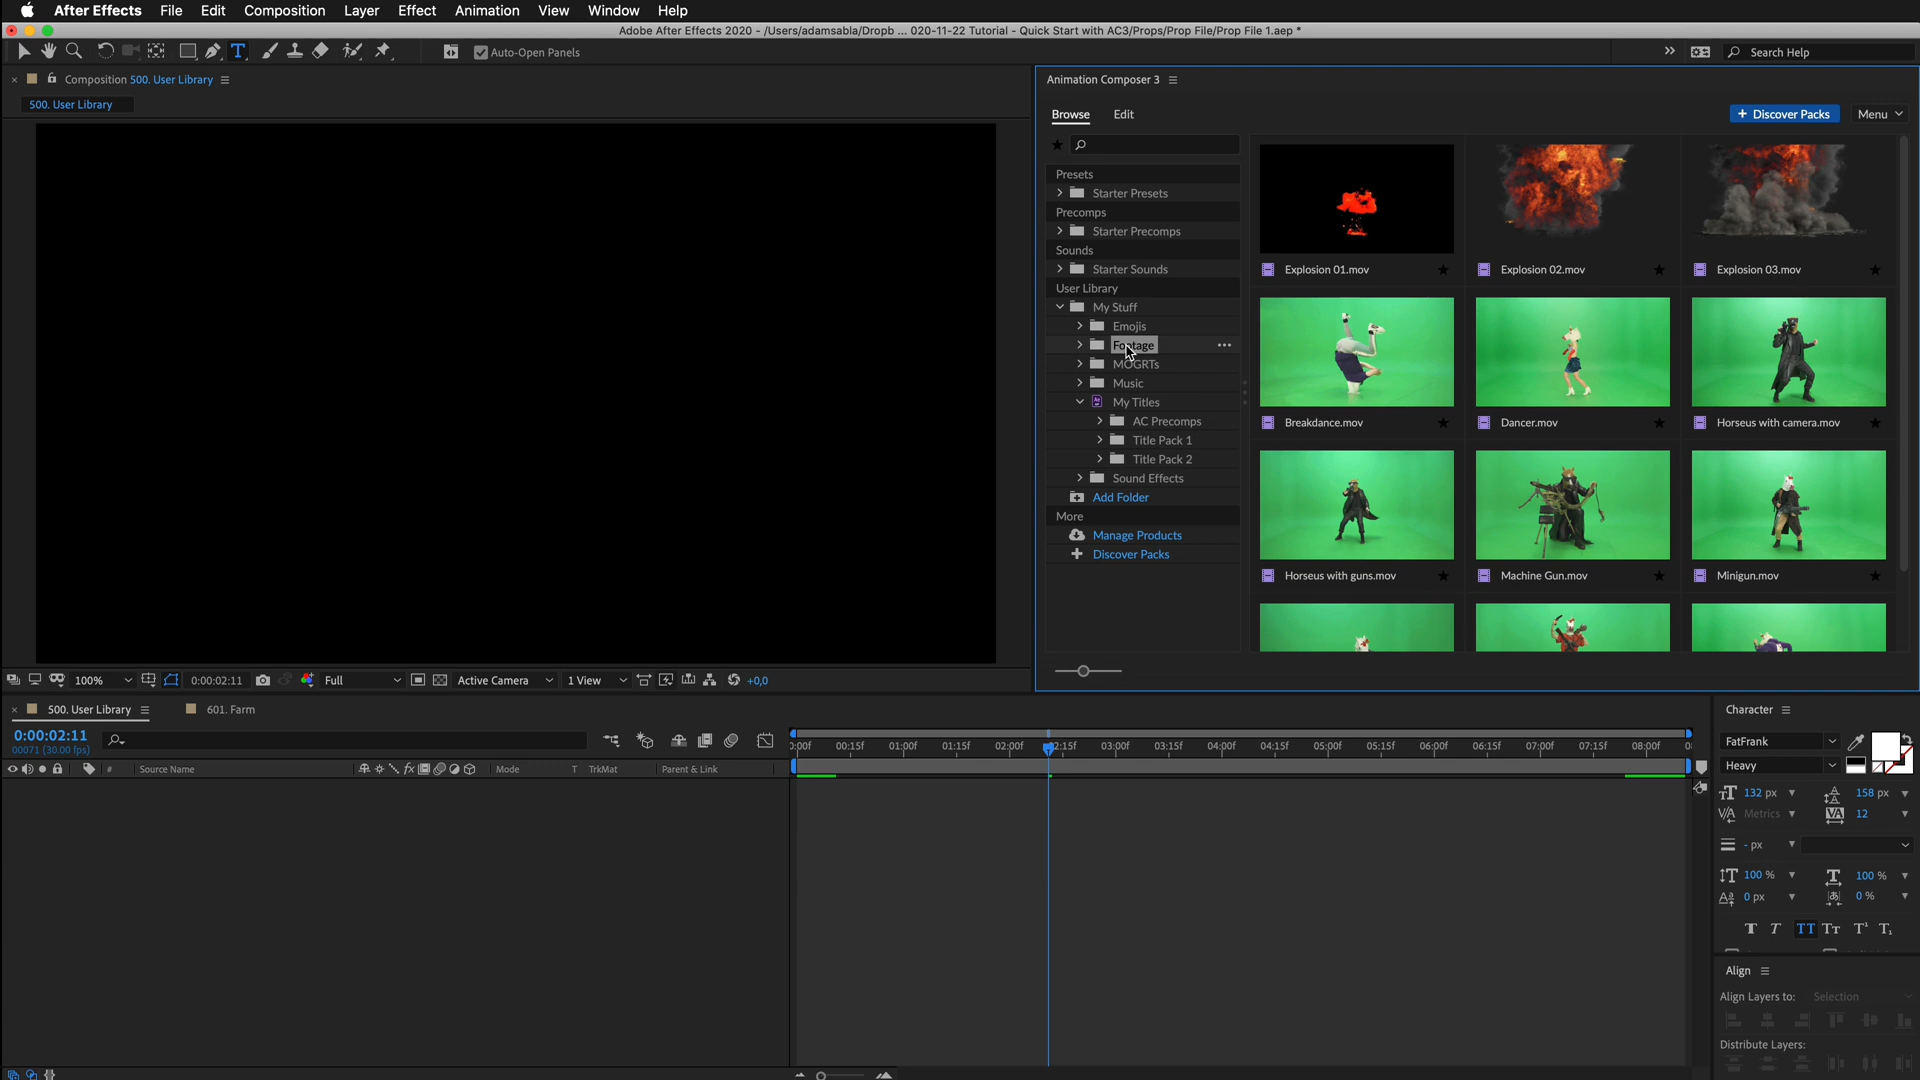 After Effects File Edit Composition Layer Effect Animation View Window Help
Adobe After Effects 2020 - /Users/adamsabla/Dropb ... 020-11-22 Tutorial - Quick Start with AC3/Props/Prop File/Prop File 1.aep *
Auto-Open Panels
Search Help
Composition 500. User Library
500. User Library
Animation Composer 3
Browse Edit
+ Discover Packs Menu
Presets
Starter Presets
Precomps
Starter Precomps
Sounds
Starter Sounds
User Library
My Stuff
Emojis
Footage
MOGRTs
Music
My Titles
AC Precomps
Title Pack 1
Title Pack 2
Sound Effects
Add Folder
More
Manage Products
Discover Packs
Explosion 01.mov Explosion 02.mov Explosion 03.mov
Breakdance.mov Dancer.mov Horseus with camera.mov
Horseus with guns.mov Machine Gun.mov Minigun.mov
100% 0:00:02:11 Full Active Camera 1 View +0,0
500. User Library 601. Farm
0:00:02:11
00071 (30.00 fps)
# Source Name Mode T TrkMat Parent & Link
0:00f 00:15f 01:00f 01:15f 02:00f 02:15f 03:00f 03:15f 04:00f 04:15f 05:00f 05:15f 06:00f 06:15f 07:00f 07:15f 08:00f
Character
FatFrank
Heavy
132 px 158 px
Metrics 12
- px
100 % 100 %
0 px 0 %
Align
Align Layers to: Selection
Distribute Layers: